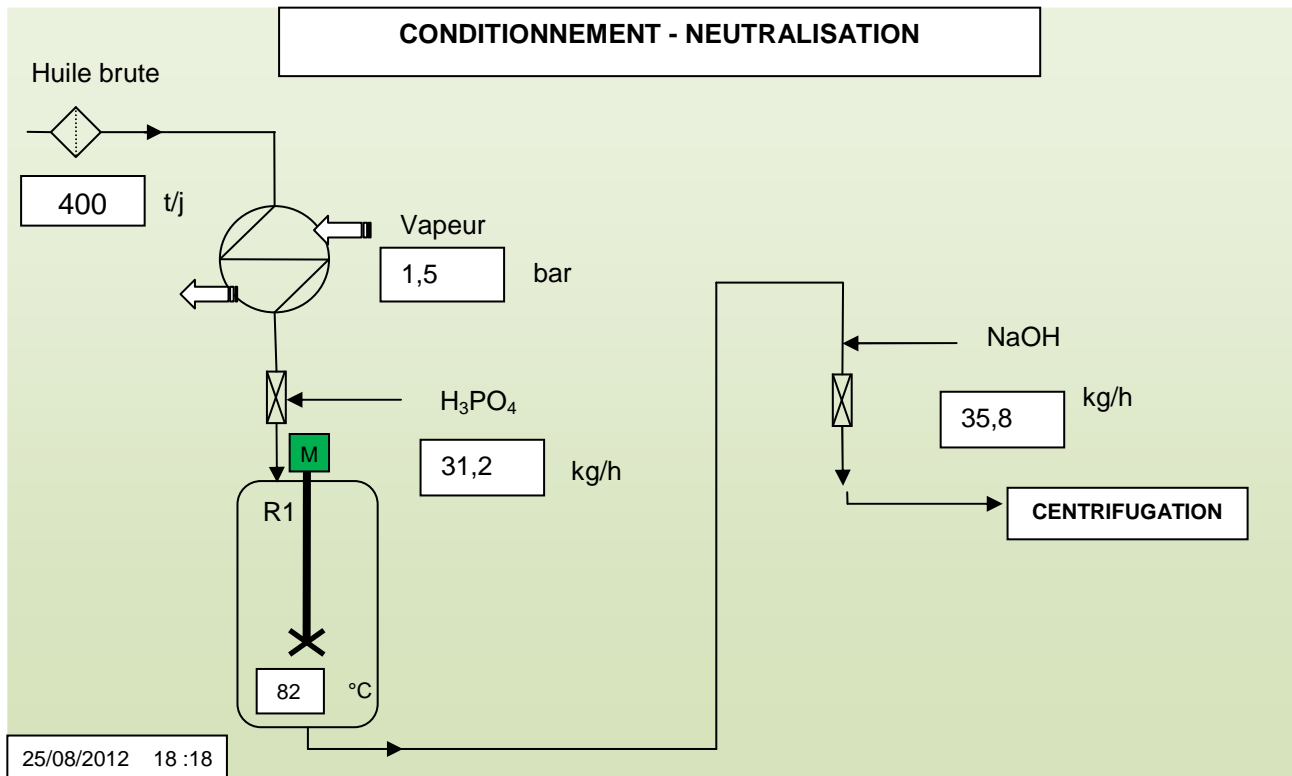 CONDITIONNEMENT - NEUTRALISATION
Huile brute
400 t/j
Vapeur
1,5 bar
NaOH
35,8 kg/h
H₃PO₄
31,2 kg/h
M
R1
CENTRIFUGATION
82 °C
25/08/2012 18 :18